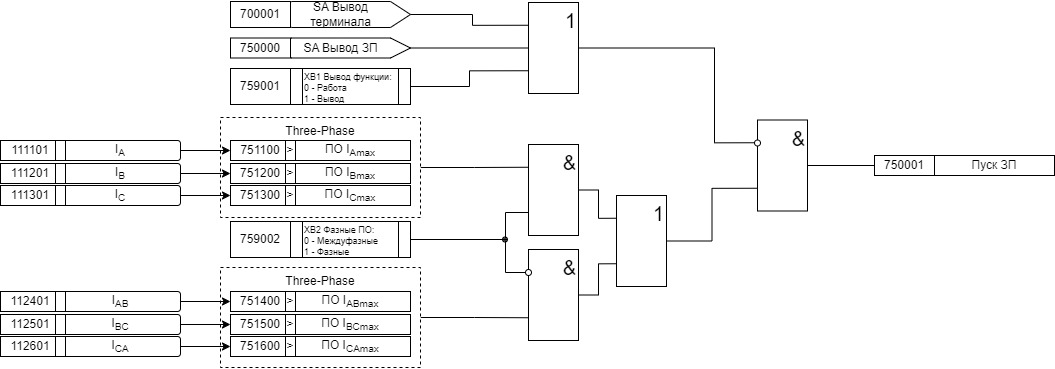 700001 SA Вывод
терминала
1
750000 SA Вывод ЗП
759001 XB1 Вывод функции:
0 - Работа
1 - Вывод
Three-Phase
&
111101 IA 751100 > ПО IAmax
&
111201 IB 751200 > ПО IBmax
750001 Пуск ЗП
111301 IC 751300 > ПО ICmax
1
759002 XB2 Фазные ПО:
0 - Междуфазные
1 - Фазные
&
Three-Phase
112401 IAB 751400 > ПО IABmax
112501 IBC 751500 > ПО IBCmax
112601 ICA 751600 > ПО ICAmax